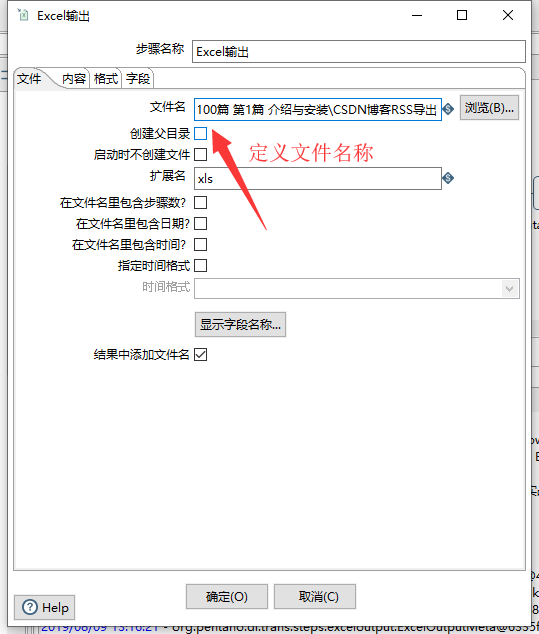 Excel输出
步骤名称 Excel输出
文件 内容 格式 字段
文件名 100篇 第1篇 介绍与安装\CSDN博客RSS导出 浏览(B)...
创建父目录
启动时不创建文件
定义文件名称
扩展名 xls
在文件名里包含步骤数?
在文件名里包含日期?
在文件名里包含时间?
指定时间格式
时间格式
显示字段名称...
结果中添加文件名
确定(O) 取消(C)
Help
2019/08/09 13:16:21 - org.pentaho.di.trans.steps.exceloutput.ExcelOutputMeta@6535f